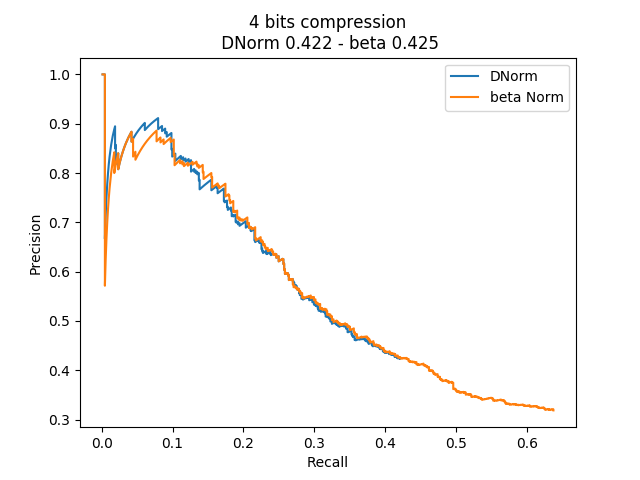 4 bits compression
DNorm 0.422 - beta 0.425
DNorm
beta Norm
1.0
0.9
0.8
0.7
0.6
0.5
0.4
0.3
Precision
0.0 0.1 0.2 0.3 0.4 0.5 0.6
Recall